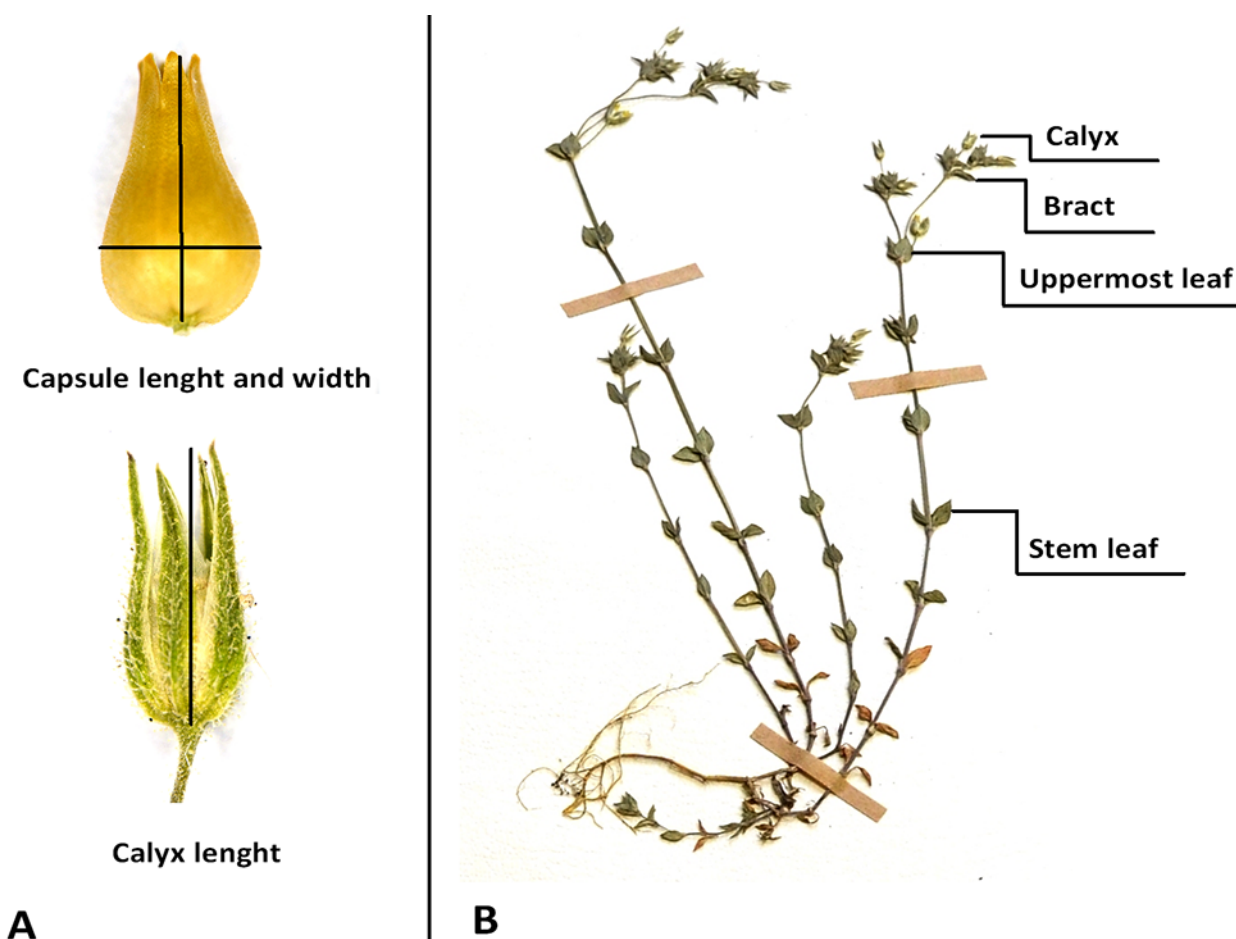 Capsule lenght and width
Calyx lenght
A
Calyx
Bract
Uppermost leaf
Stem leaf
B